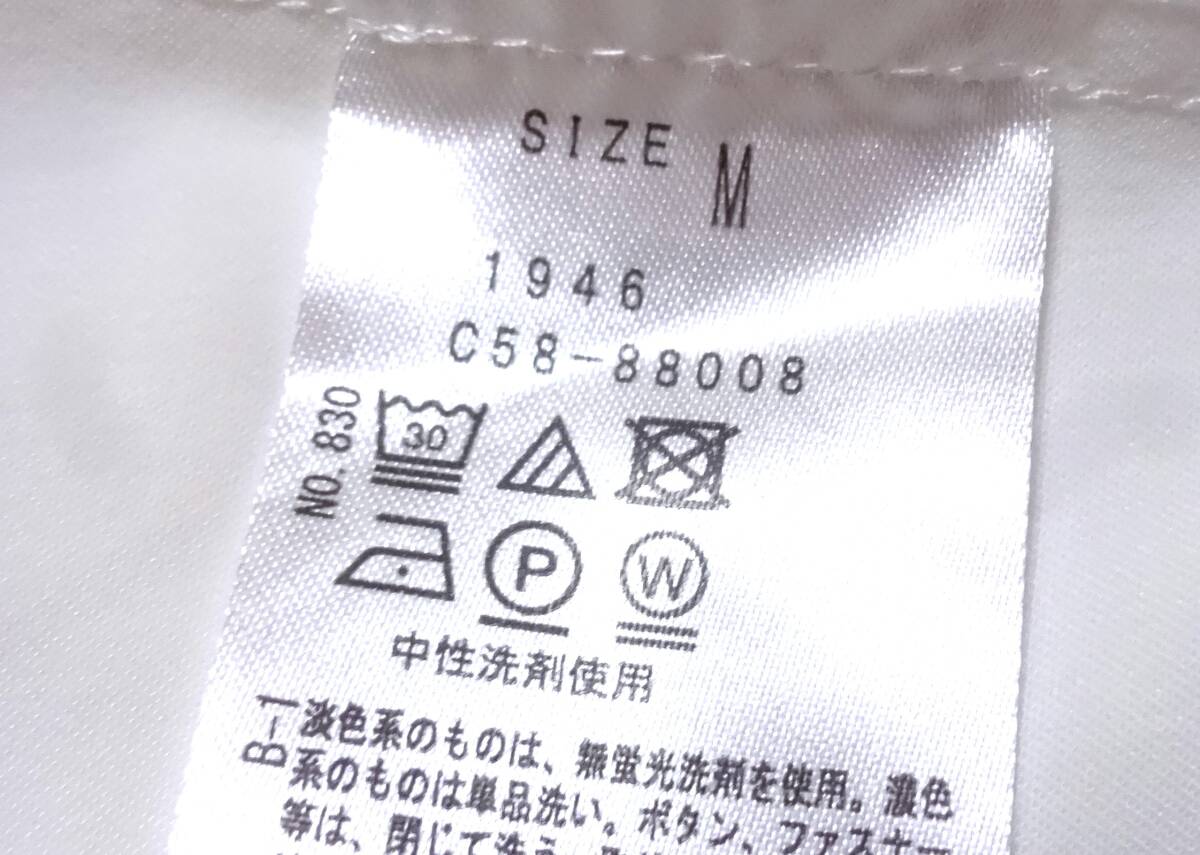 SIZE M
1946
C58-88008
NO. 830
30
P
W
中性洗剤使用
B-1
淡色系のものは、無蛍光洗剤を使用。濃色
系のものは単品洗い。ボタン、ファスナー
等は、閉じて洗う。